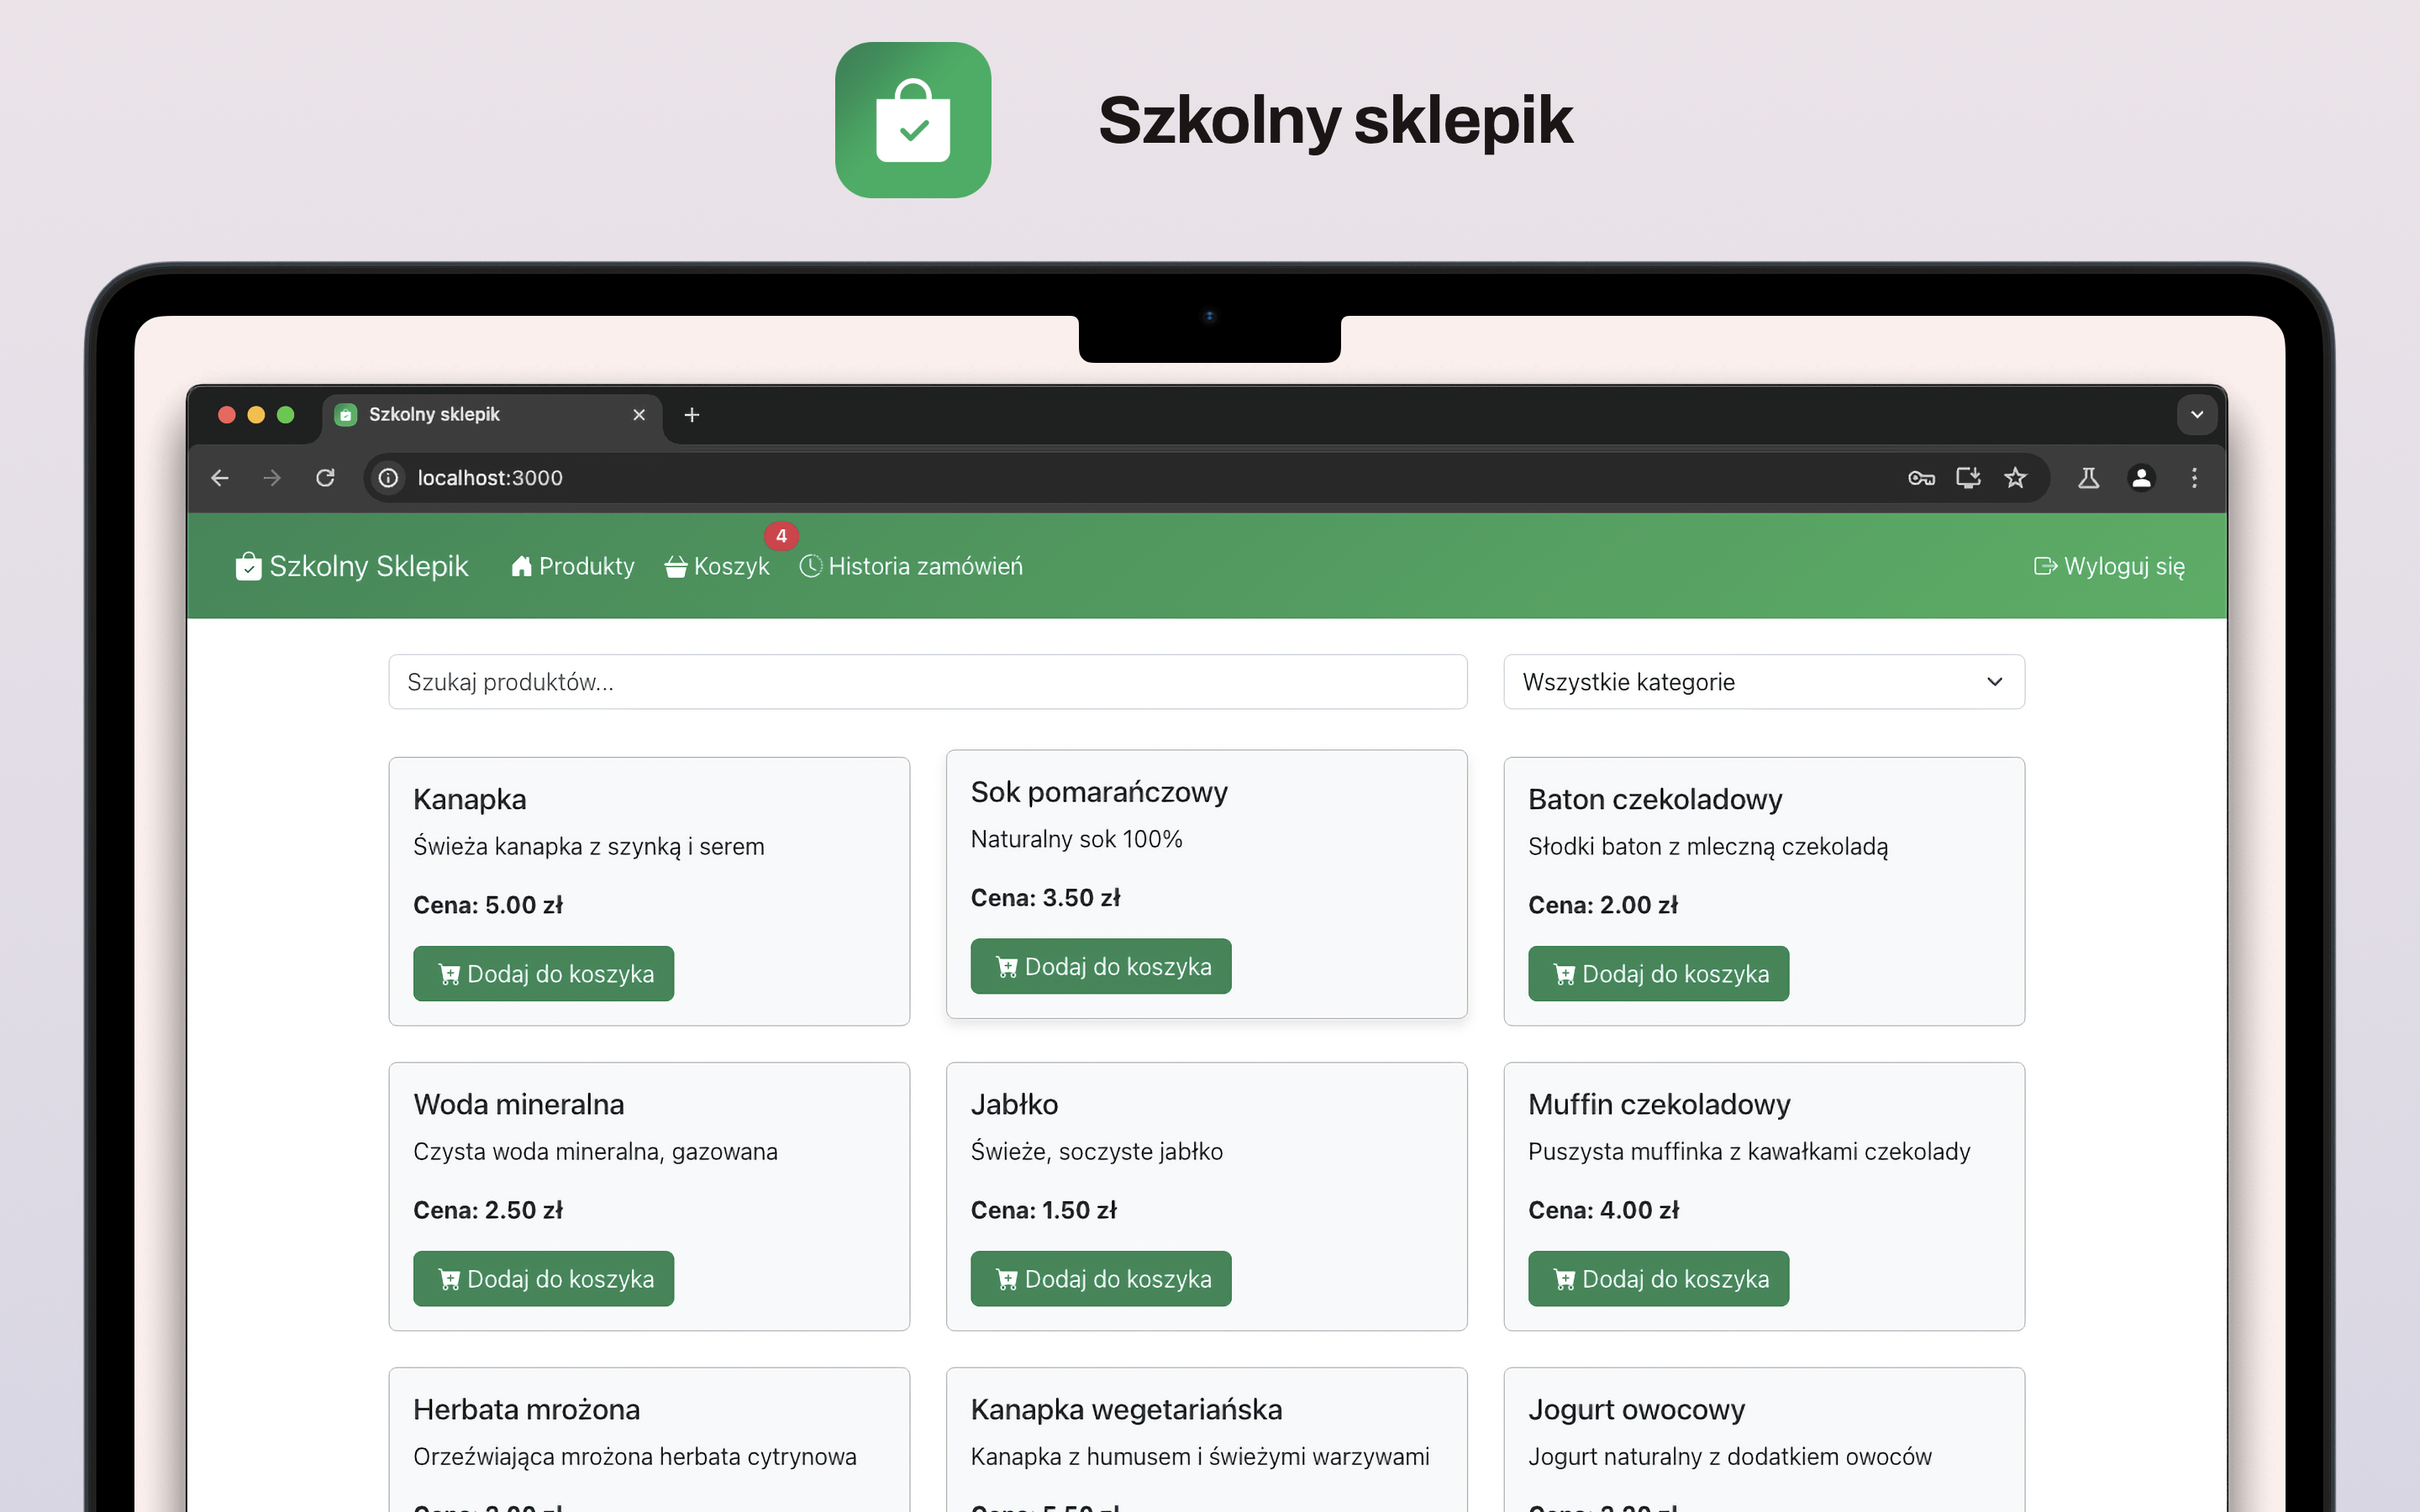 Szkolny sklepik
Szkolny sklepik
localhost:3000
Szkolny Sklepik Produkty Koszyk 4 Historia zamówień Wyloguj się
Szukaj produktów... Wszystkie kategorie
Kanapka
Świeża kanapka z szynką i serem
Cena: 5.00 zł
Dodaj do koszyka
Sok pomarańczowy
Naturalny sok 100%
Cena: 3.50 zł
Dodaj do koszyka
Baton czekoladowy
Słodki baton z mleczną czekoladą
Cena: 2.00 zł
Dodaj do koszyka
Woda mineralna
Czysta woda mineralna, gazowana
Cena: 2.50 zł
Dodaj do koszyka
Jabłko
Świeże, soczyste jabłko
Cena: 1.50 zł
Dodaj do koszyka
Muffin czekoladowy
Puszysta muffinka z kawałkami czekolady
Cena: 4.00 zł
Dodaj do koszyka
Herbata mrożona
Orzeźwiająca mrożona herbata cytrynowa
Kanapka wegetariańska
Kanapka z humusem i świeżymi warzywami
Jogurt owocowy
Jogurt naturalny z dodatkiem owoców